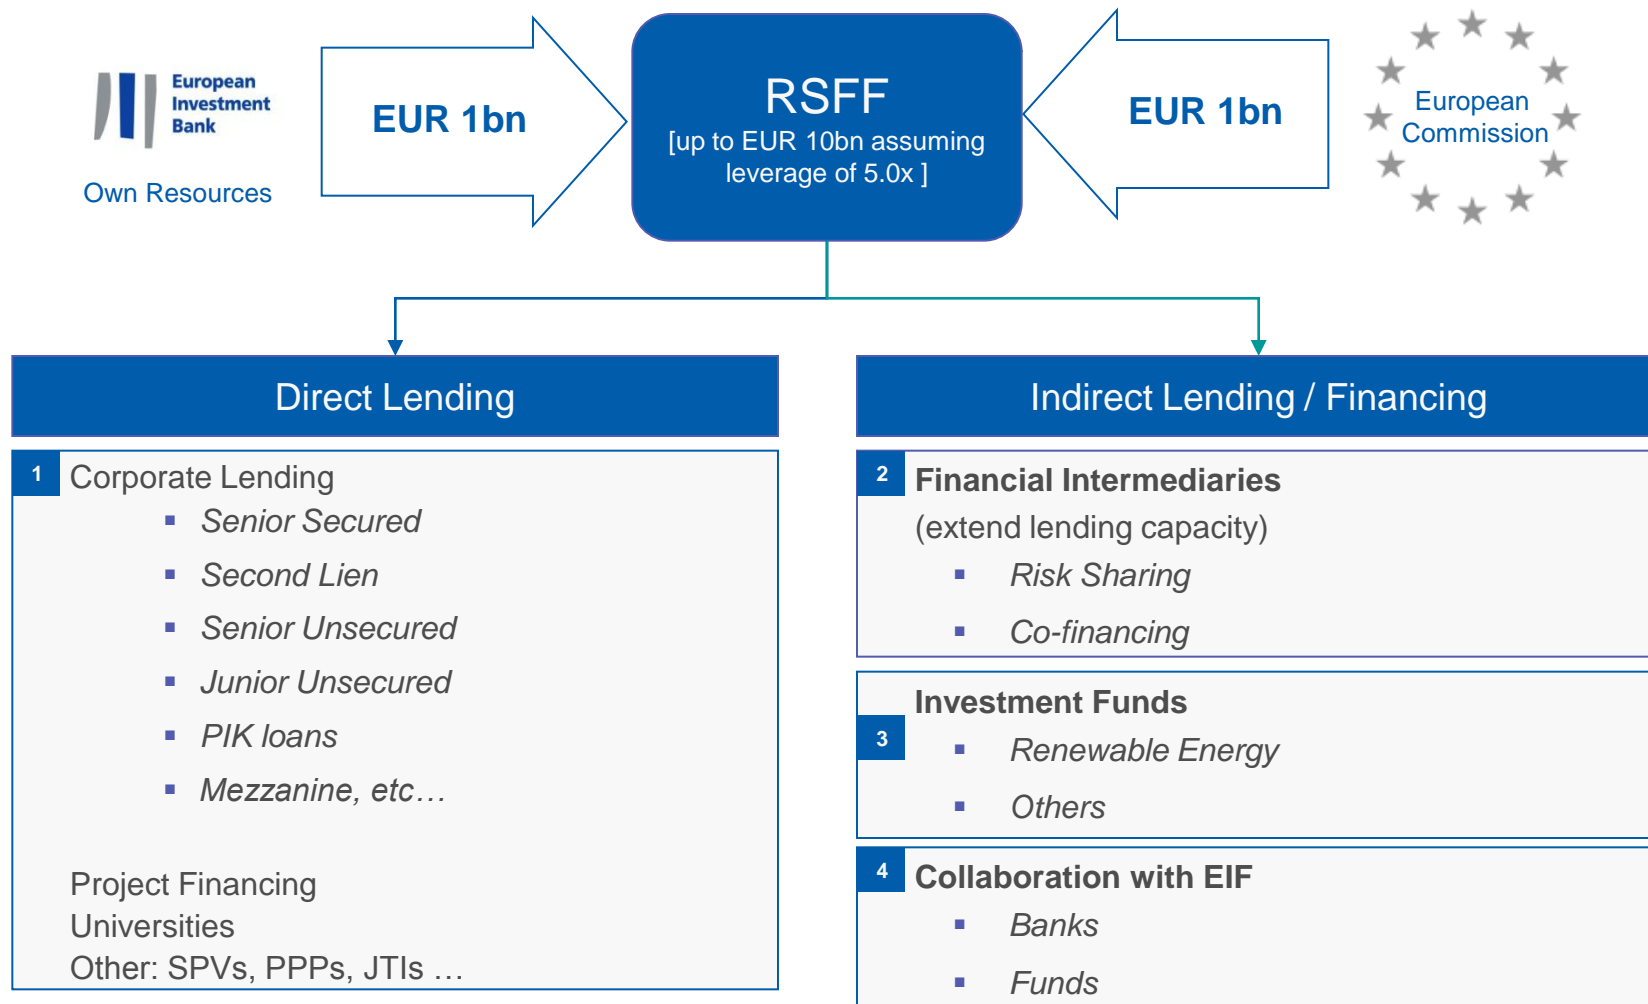 European
Investment
Bank
Own Resources
EUR 1bn
RSFF
[up to EUR 10bn assuming
leverage of 5.0x ]
EUR 1bn
European
Commission
Direct Lending
1 Corporate Lending
▪ Senior Secured
▪ Second Lien
▪ Senior Unsecured
▪ Junior Unsecured
▪ PIK loans
▪ Mezzanine, etc…
Project Financing
Universities
Other: SPVs, PPPs, JTIs …
Indirect Lending / Financing
2 Financial Intermediaries
(extend lending capacity)
▪ Risk Sharing
▪ Co-financing
Investment Funds
3
▪ Renewable Energy
▪ Others
4 Collaboration with EIF
▪ Banks
▪ Funds